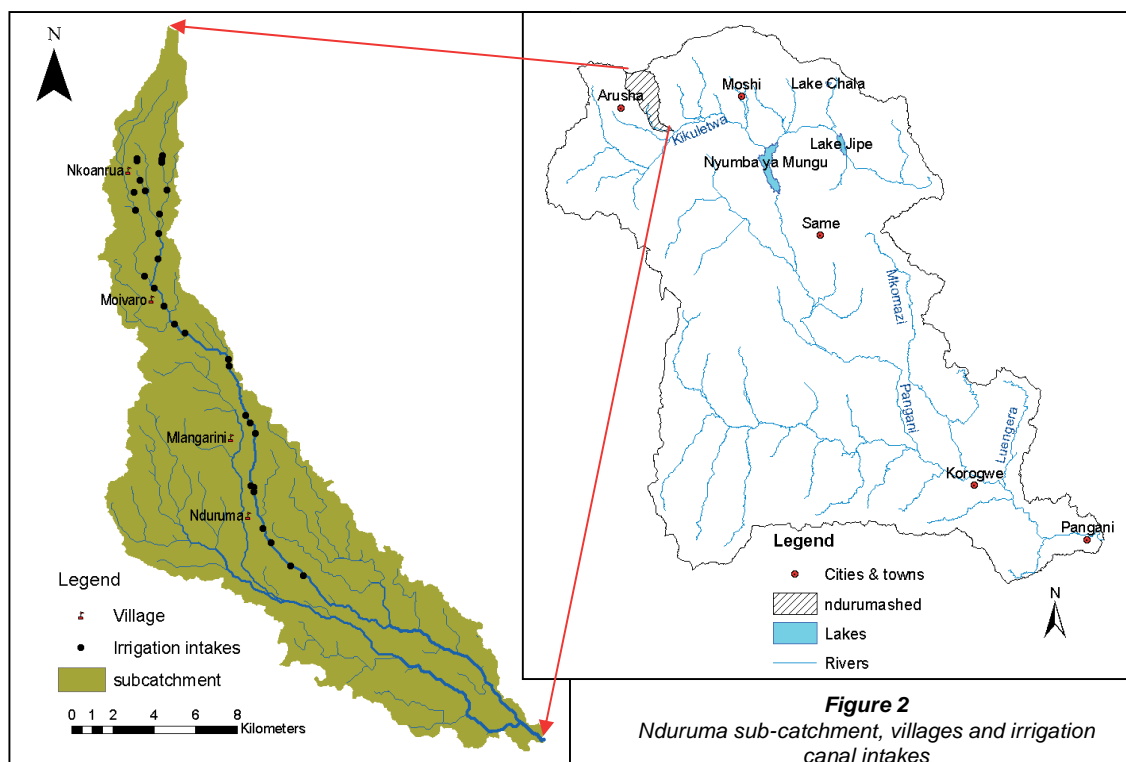 N
Nkoanrua
Moivaro
Mlangarini
Nduruma
Legend
Village
Irrigation intakes
subcatchment
0 1 2 4 6 8
Kilometers
Arusha
Moshi
Lake Chala
Kikuletwa
Lake Jipe
Nyumba ya Mungu
Same
Mkomazi
Pangani
Luengera
Korogwe
Pangani
Legend
Cities & towns
ndurumashed
Lakes
Rivers
N
Figure 2
Nduruma sub-catchment, villages and irrigation
canal intakes